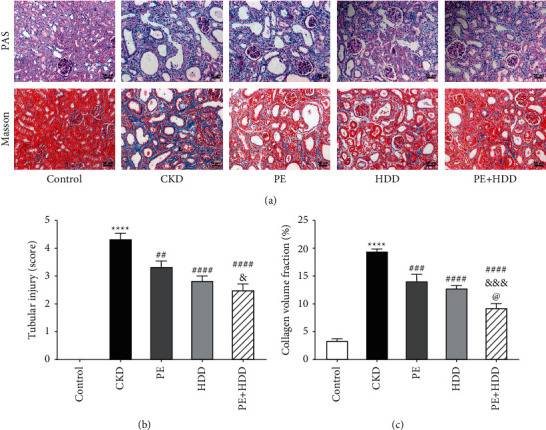 PAS
Masson
Control CKD PE HDD PE+HDD
(a)
Tubular injury (score)
5
4
3
2
1
0
****
##
####
####
&
Control CKD PE HDD PE+HDD
(b)
Collagen volume fraction (%)
25
20
15
10
5
0
****
###
####
####
&&&
@
Control CKD PE HDD PE+HDD
(c)